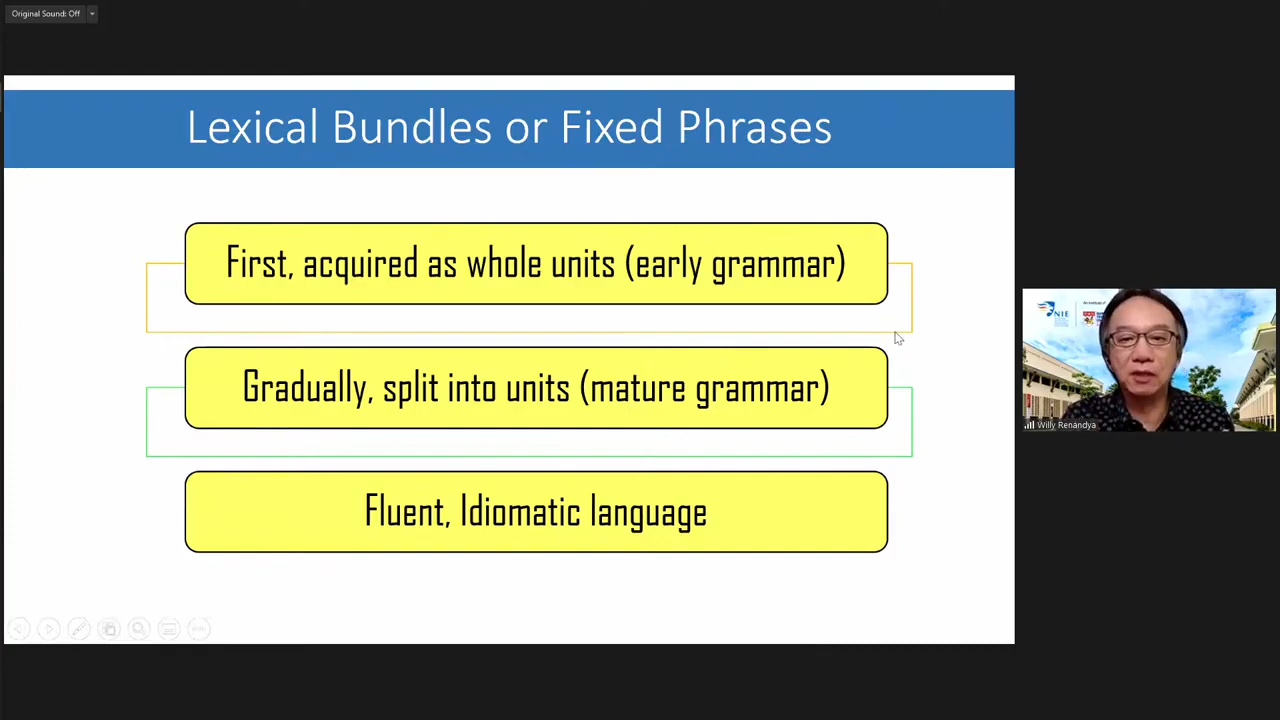 Original Sound: Off
Lexical Bundles or Fixed Phrases
First, acquired as whole units (early grammar)
Gradually, split into units (mature grammar)
Fluent, Idiomatic language
NIE
Willy Renandya